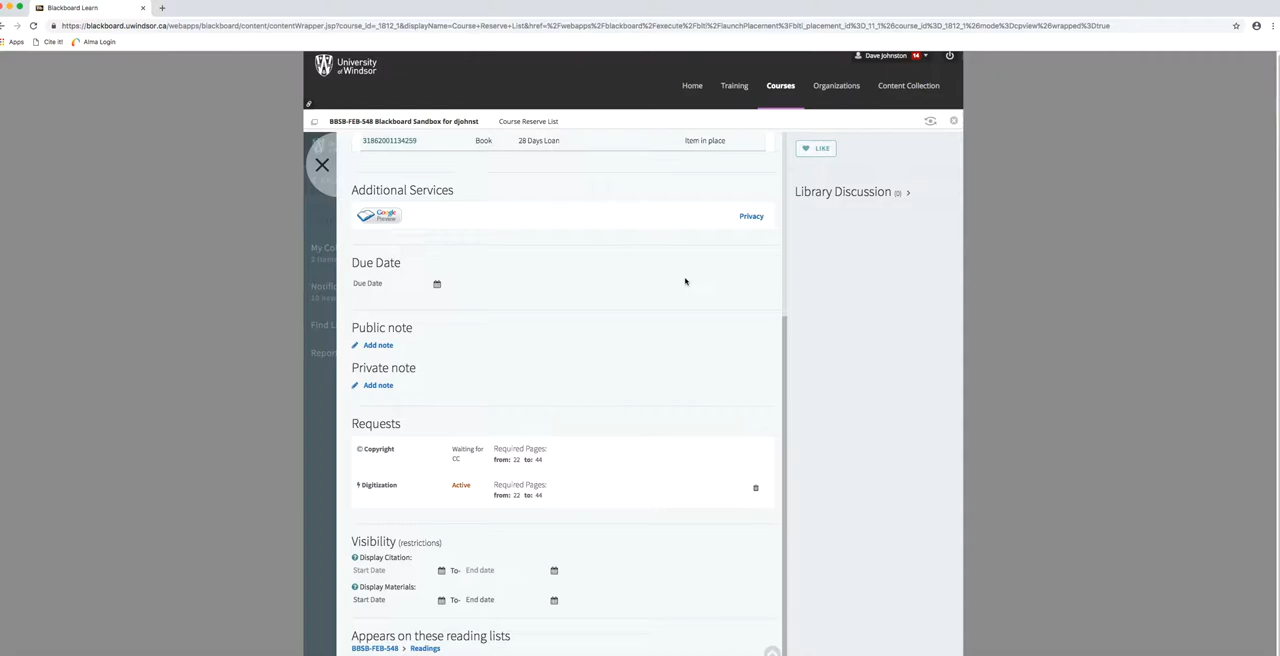 Blackboard Learn
https://blackboard.uwindsor.ca/webapps/blackboard/content/contentWrapper.jsp?course_id=_1812_1&displayName=Course+Reserve+List&href=%2Fwebapps%2Fblackboard%2Fexecute%2Fblti%2FlaunchPlacement%3Fblti_placement_id%3D_11_1%26course_id%3D_1812_1%26mode%3Dcpview%26wrapped%3Dtrue
Apps Cite it! Alma Login
University of Windsor
Dave Johnston 14
Home Training Courses Organizations Content Collection
BBSB-FEB-548 Blackboard Sandbox for djohnst Course Reserve List
31862001134259 Book 28 Days Loan Item in place
LIKE
Additional Services
Library Discussion (0) >
Google Preview Privacy
Due Date
Due Date
Public note
Add note
Private note
Add note
Requests
© Copyright Waiting for CC Required Pages:
from: 22 to: 44
Digitization Active Required Pages:
from: 22 to: 44
Visibility (restrictions)
Display Citation:
Start Date To- End date
Display Materials:
Start Date To- End date
Appears on these reading lists
BBSB-FEB-548 > Readings